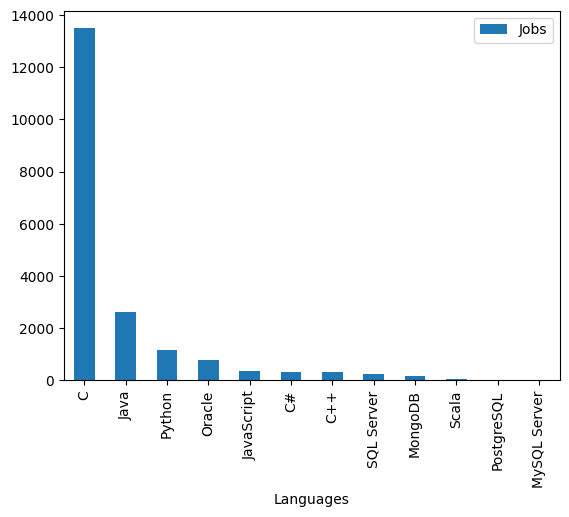 14000
12000
10000
8000
6000
4000
2000
0
Jobs
C
Java
Python
Oracle
JavaScript
C#
C++
SQL Server
MongoDB
Scala
PostgreSQL
MySQL Server
Languages